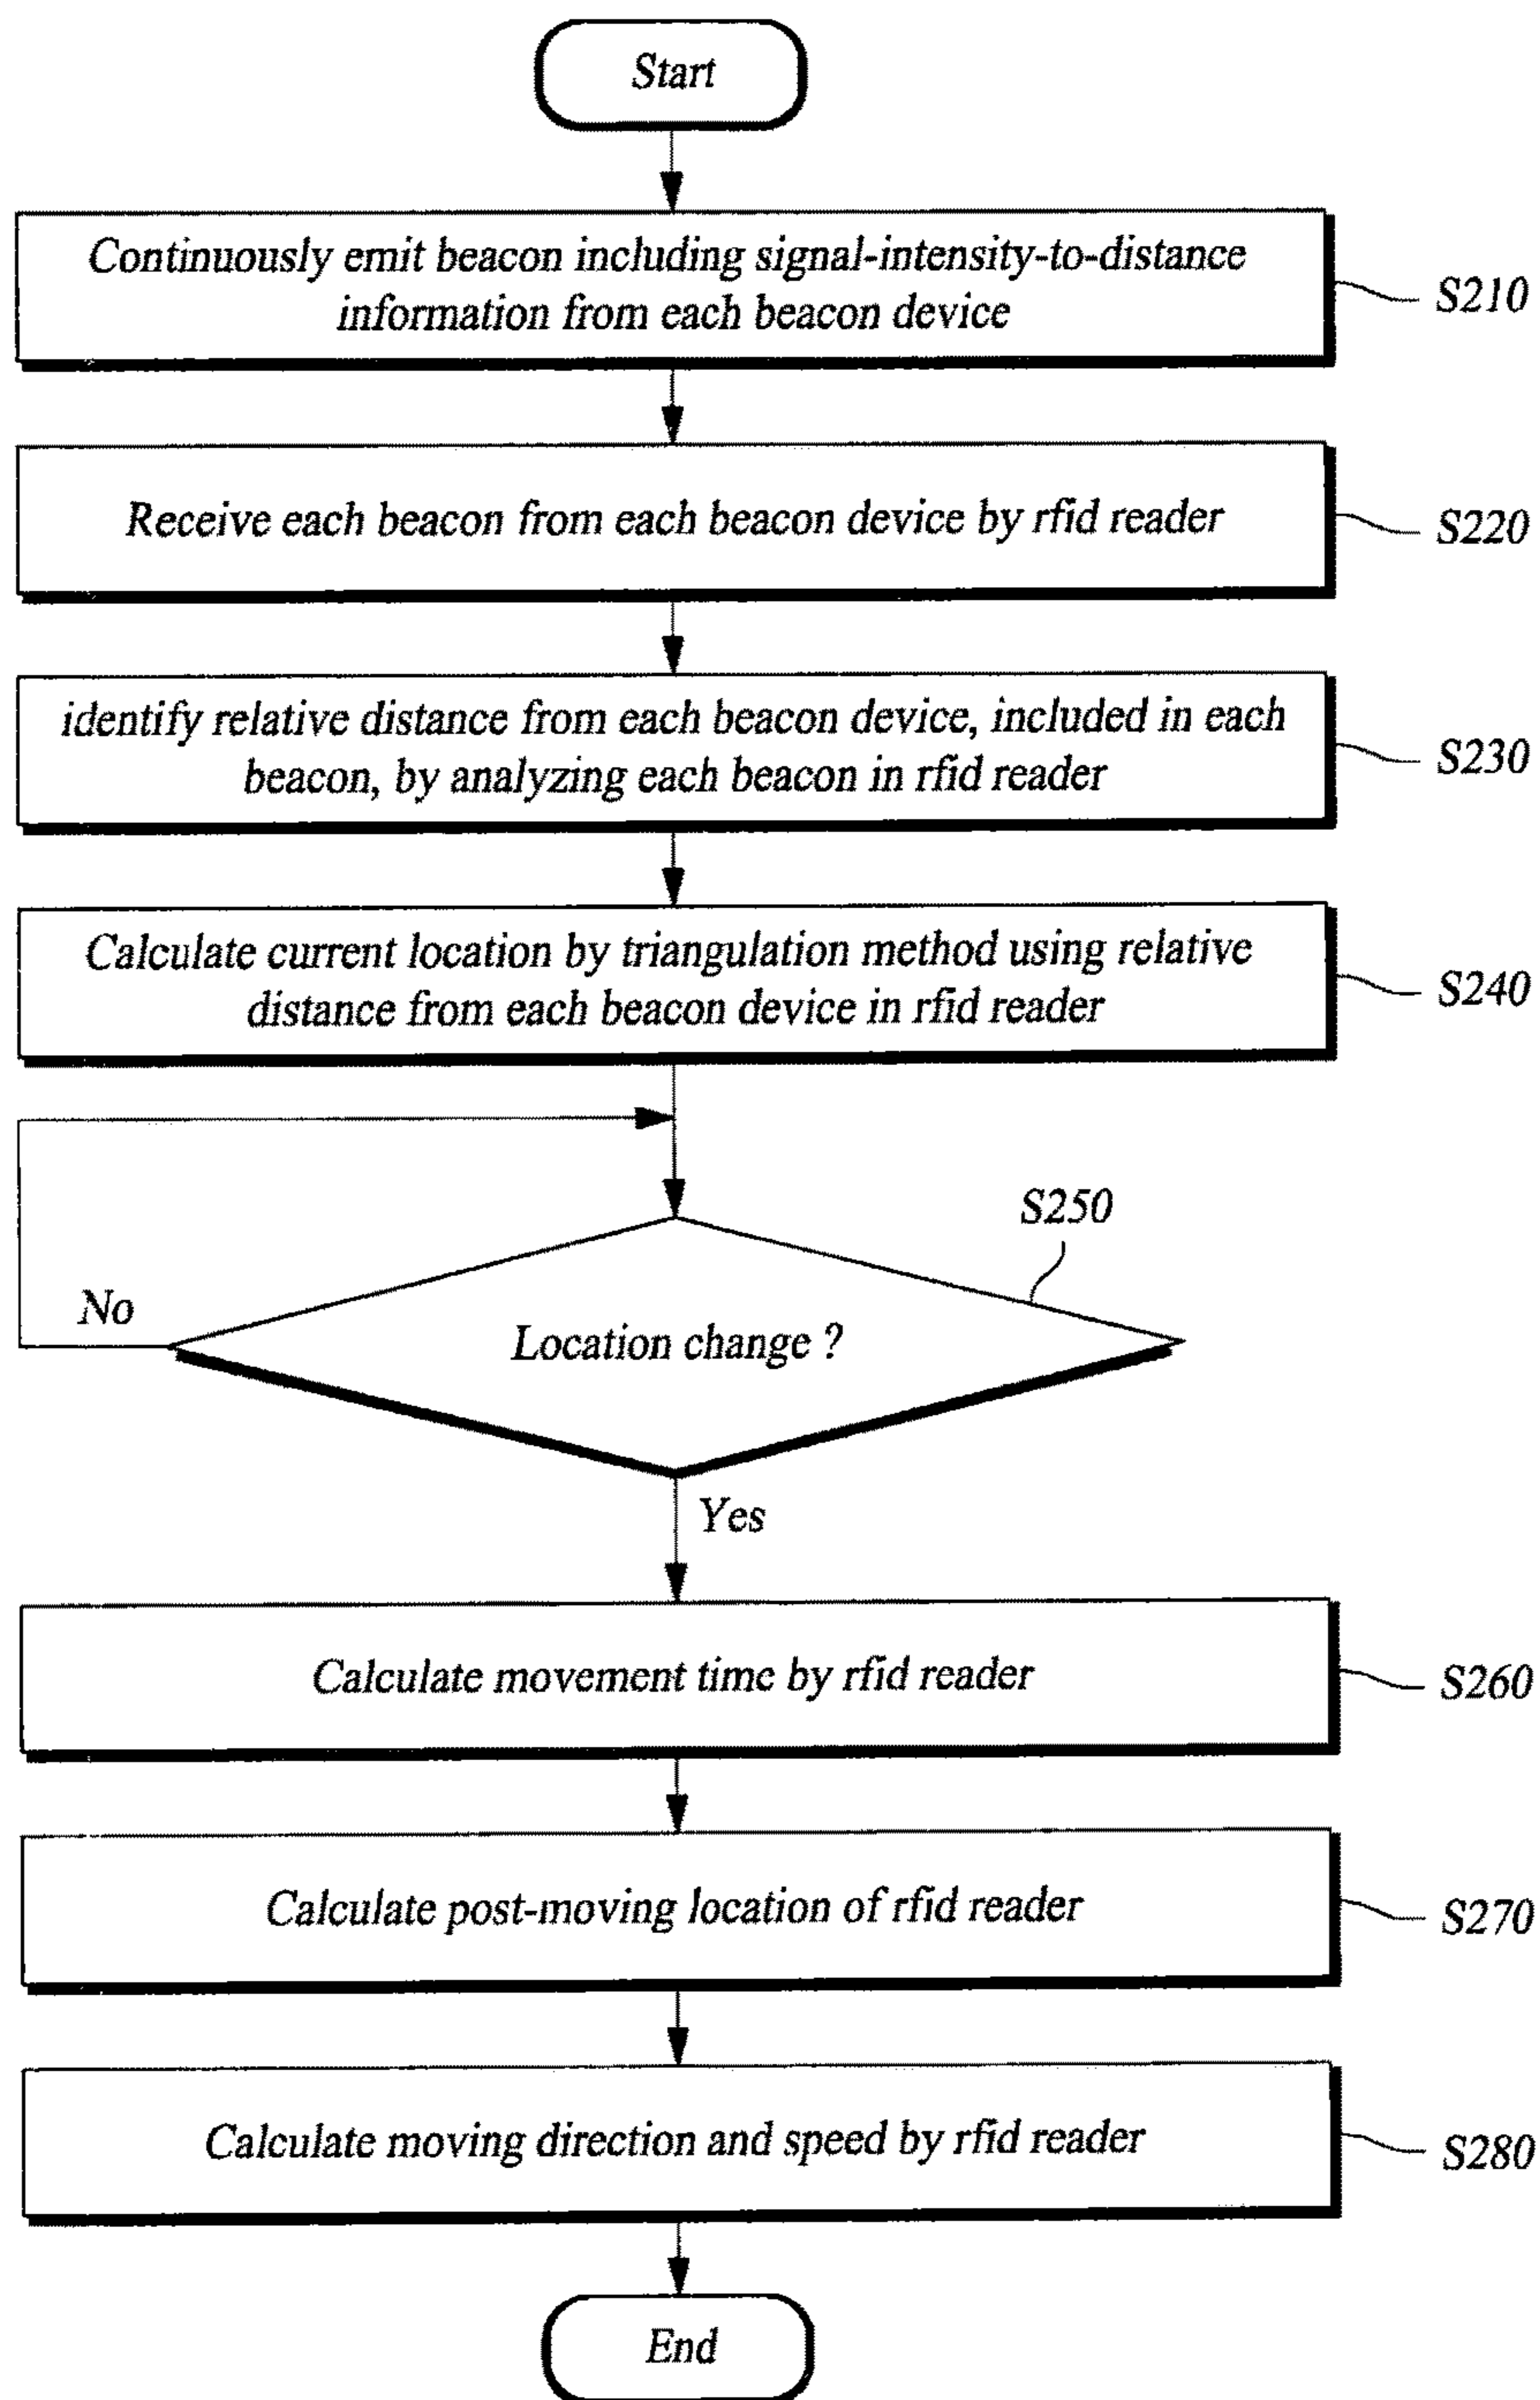 Start
Continuously emit beacon including signal-intensity-to-distance
information from each beacon device
S210
Receive each beacon from each beacon device by rfid reader
S220
identify relative distance from each beacon device, included in each
beacon, by analyzing each beacon in rfid reader
S230
Calculate current location by triangulation method using relative
distance from each beacon device in rfid reader
S240
S250
No
Location change ?
Yes
Calculate movement time by rfid reader
S260
Calculate post-moving location of rfid reader
S270
Calculate moving direction and speed by rfid reader
S280
End